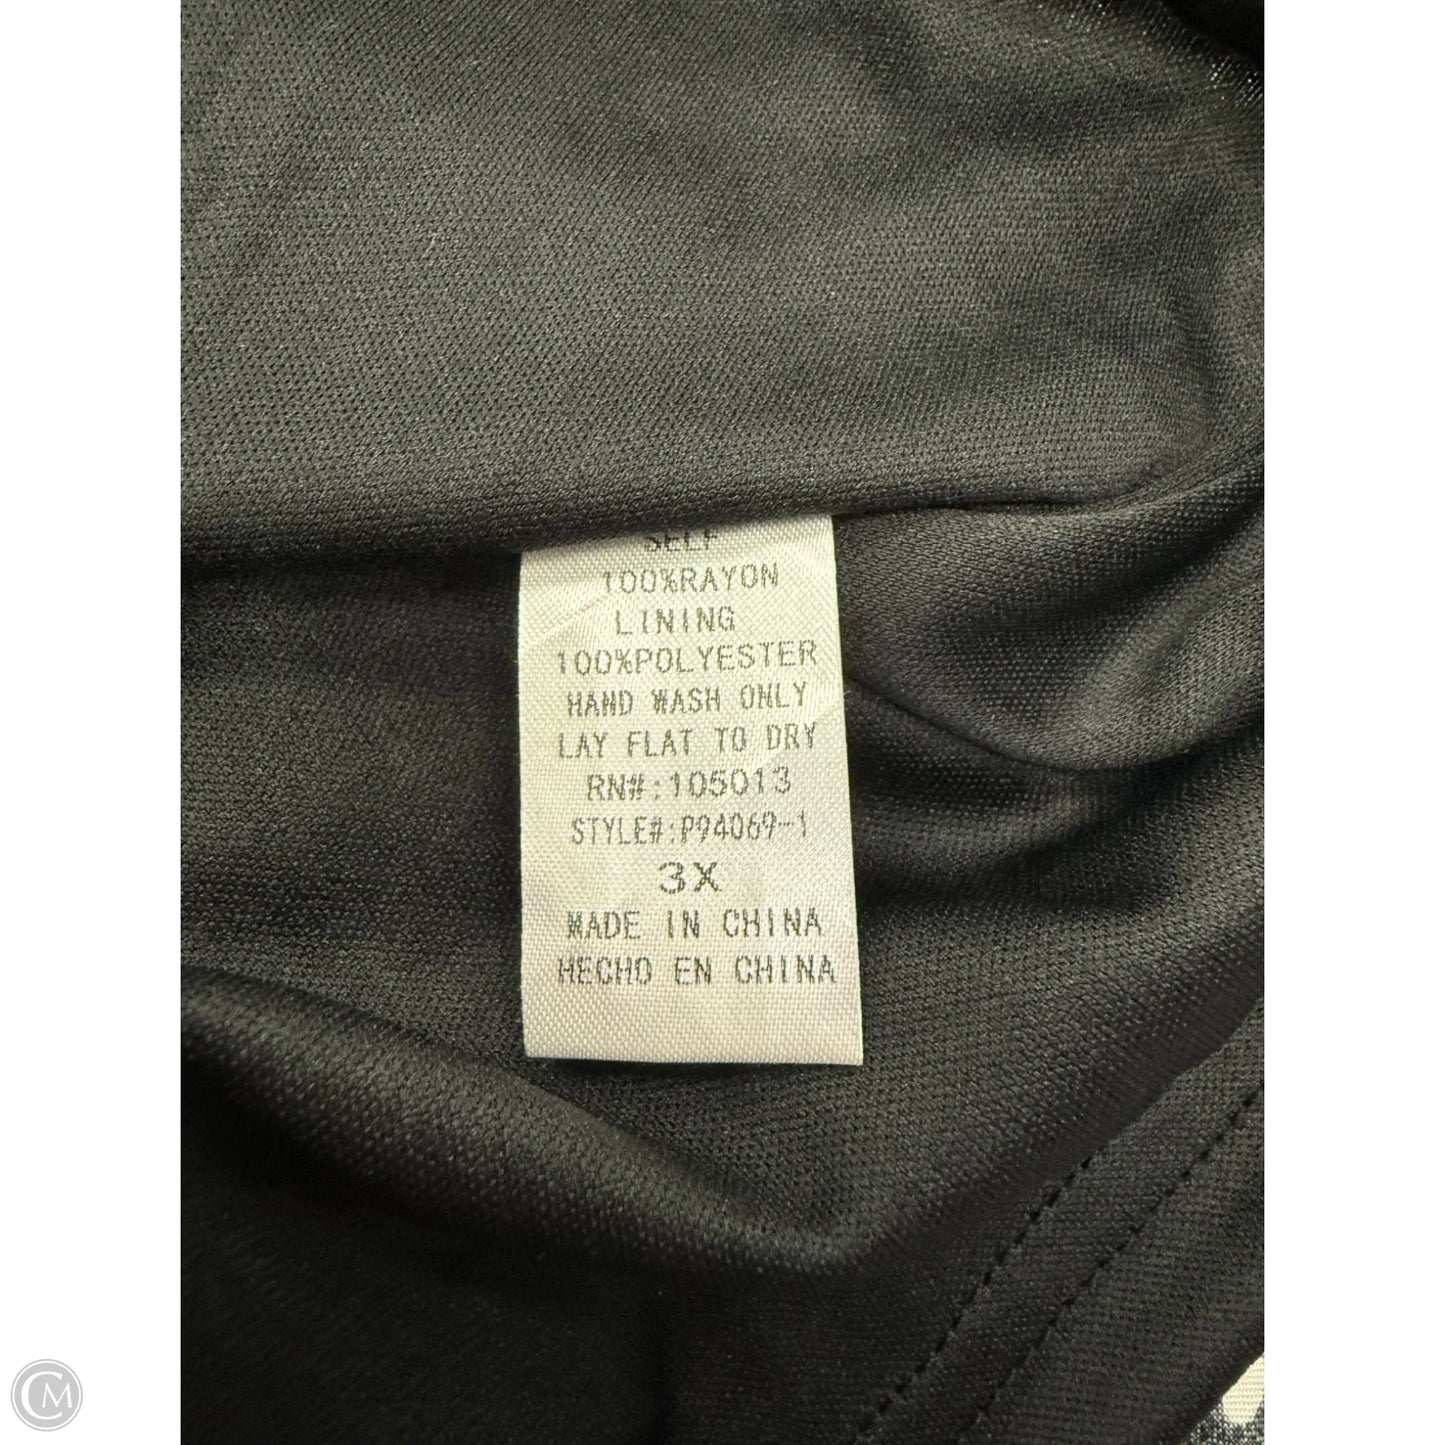 SELF
100%RAYON
LINING
100%POLYESTER
HAND WASH ONLY
LAY FLAT TO DRY
RN#:105013
STYLE#:P94069-1
3X
MADE IN CHINA
HECHO EN CHINA
CM